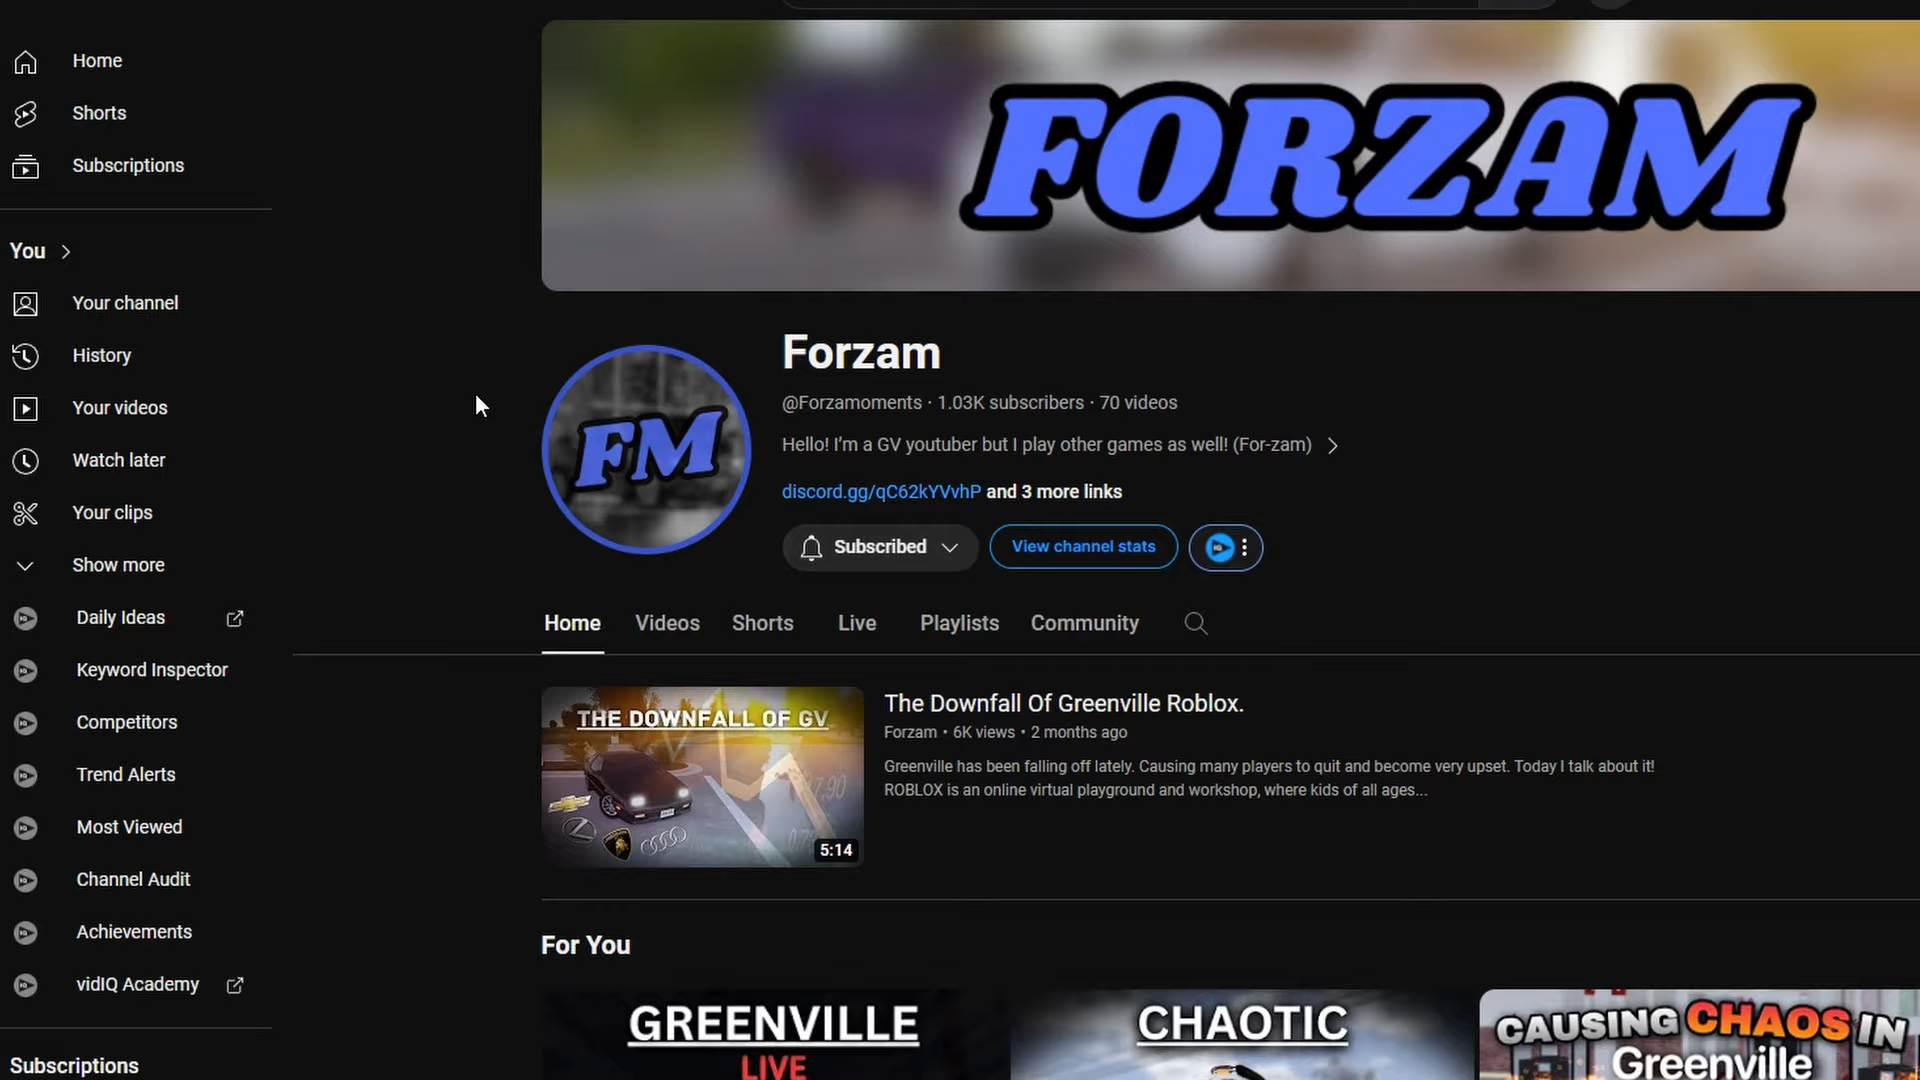 Home
Shorts
Subscriptions
You
Your channel
History
Your videos
Watch later
Your clips
Show more
Daily Ideas
Keyword Inspector
Competitors
Trend Alerts
Most Viewed
Channel Audit
Achievements
vidIQ Academy
Subscriptions
FORZAM
FM
Forzam
@Forzamoments · 1.03K subscribers · 70 videos
Hello! I'm a GV youtuber but I play other games as well! (For-zam)
discord.gg/qC62kYVvhP and 3 more links
Subscribed
View channel stats
Home Videos Shorts Live Playlists Community
THE DOWNFALL OF GV
5:14
The Downfall Of Greenville Roblox.
Forzam • 6K views • 2 months ago
Greenville has been falling off lately. Causing many players to quit and become very upset. Today I talk about it!
ROBLOX is an online virtual playground and workshop, where kids of all ages...
For You
GREENVILLE
LIVE
CHAOTIC
CAUSING CHAOS IN
Greenville